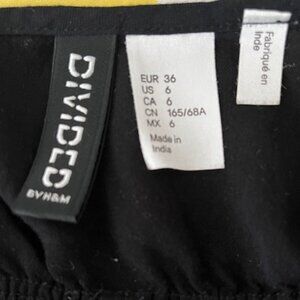 DIVIDED
BY H&M
EUR 36
US 6
CA 6
CN 165/68A
MX 6
Made in
India
Fabriqué en
Inde